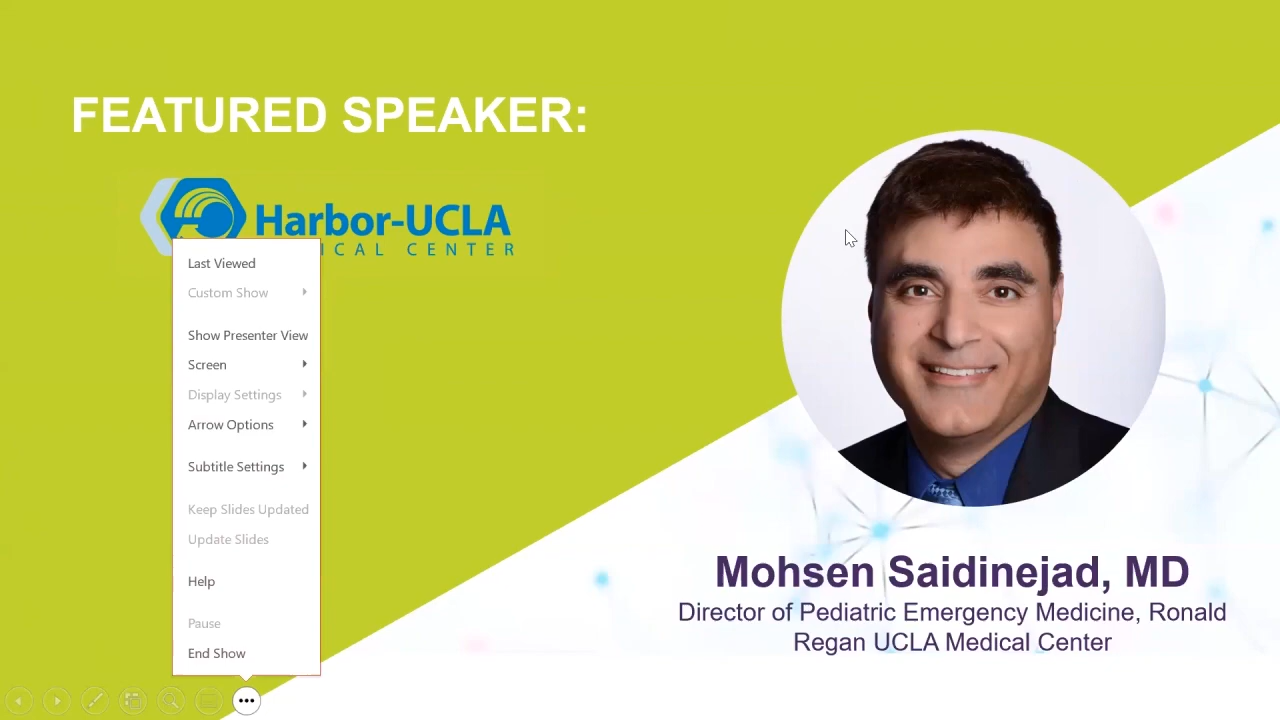 FEATURED SPEAKER:
Harbor-UCLA
ICAL CENTER
Last Viewed
Custom Show
Show Presenter View
Screen
Display Settings
Arrow Options
Subtitle Settings
Keep Slides Updated
Update Slides
Help
Pause
End Show
Mohsen Saidinejad, MD
Director of Pediatric Emergency Medicine, Ronald
Regan UCLA Medical Center